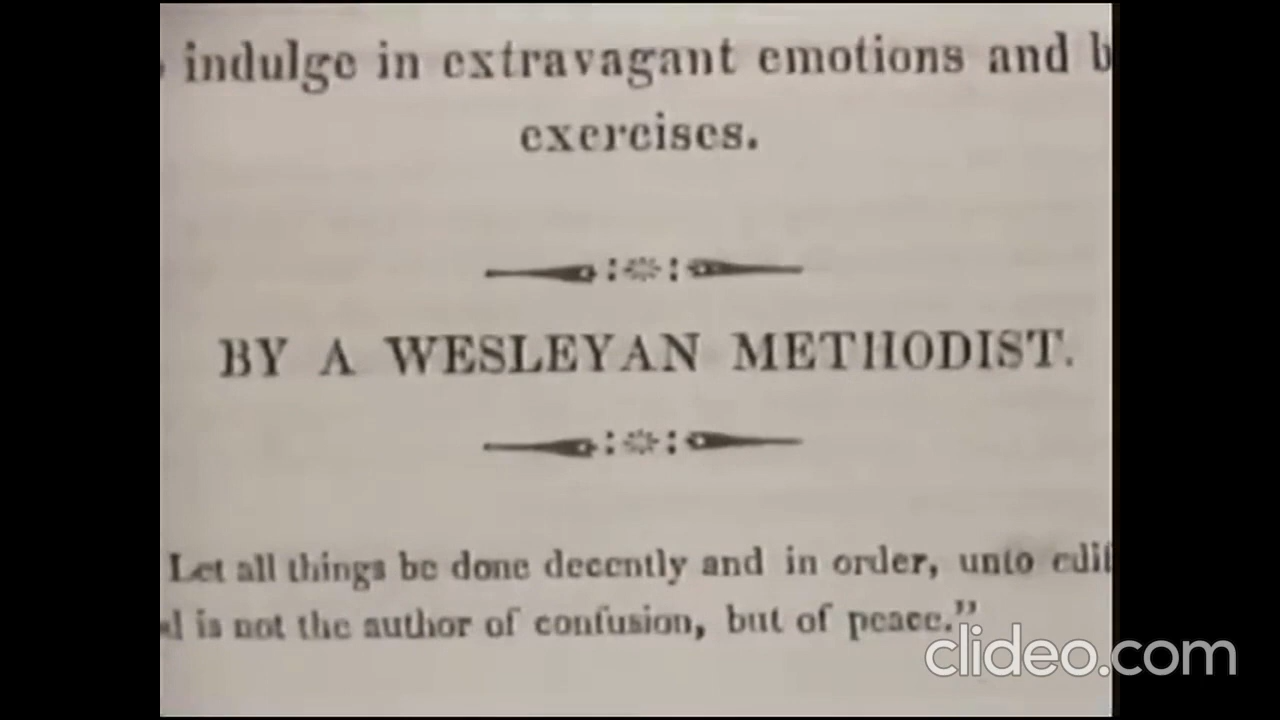 indulge in extravagant emotions and b
exercises.
BY A WESLEYAN METHODIST.
Let all things be done decently and in order, unto edif
d is not the author of confusion, but of peace.”
clideo.com